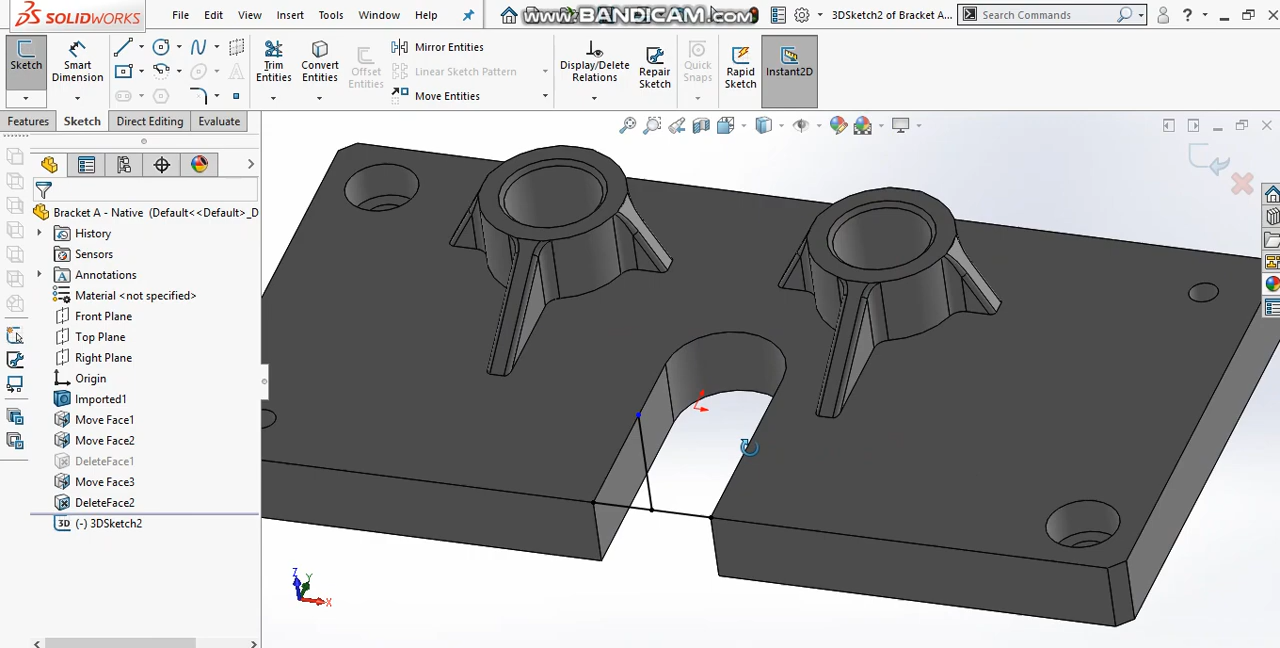 SOLIDWORKS File Edit View Insert Tools Window Help www.BANDICAM.com 3DSketch2 of Bracket A... Search Commands ?
Sketch Smart Dimension Trim Entities Convert Entities Offset Entities Mirror Entities Linear Sketch Pattern Move Entities Display/Delete Relations Repair Sketch Quick Snaps Rapid Sketch Instant2D
Features Sketch Direct Editing Evaluate
Bracket A - Native (Default<<Default>_D
History
Sensors
Annotations
Material <not specified>
Front Plane
Top Plane
Right Plane
Origin
Imported1
Move Face1
Move Face2
DeleteFace1
Move Face3
DeleteFace2
3D (-) 3DSketch2
Z
Y
X